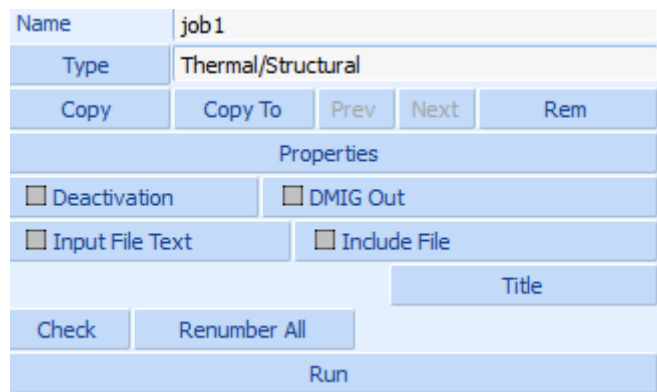 Name job1
Type Thermal/Structural
Copy Copy To Prev Next Rem
Properties
Deactivation DMIG Out
Input File Text Include File
Title
Check Renumber All
Run